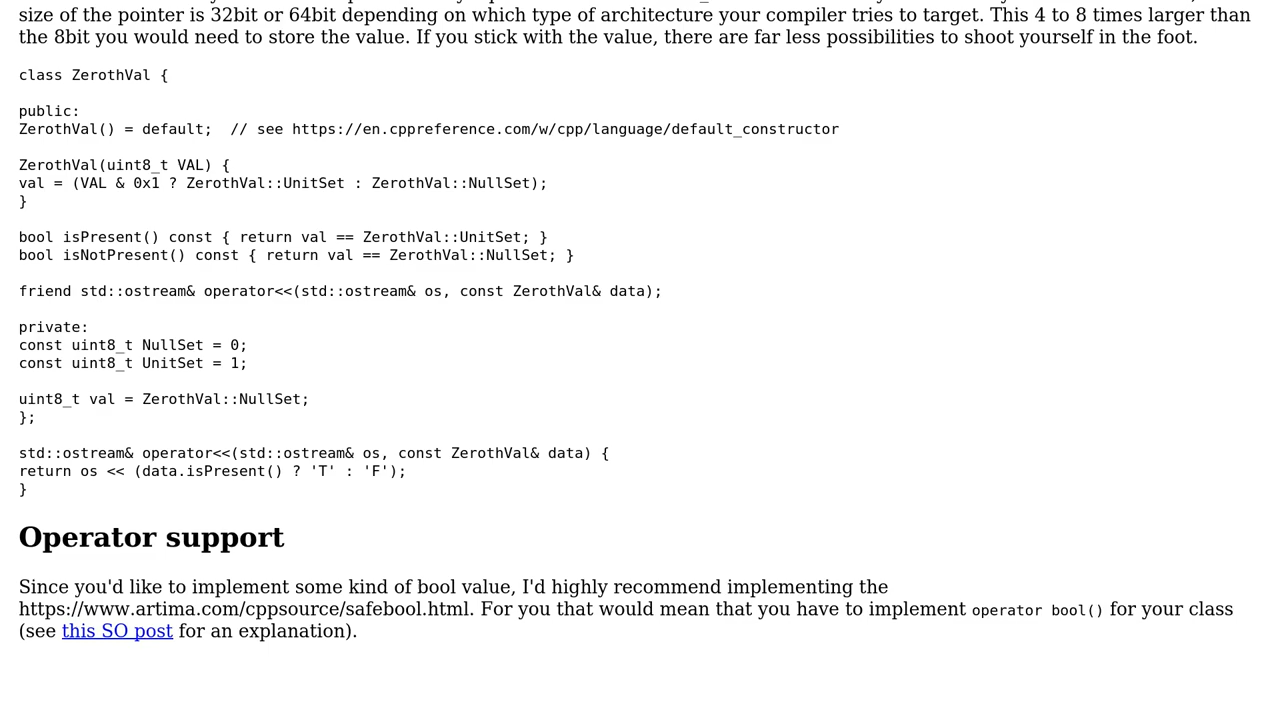 size of the pointer is 32bit or 64bit depending on which type of architecture your compiler tries to target. This 4 to 8 times larger than
the 8bit you would need to store the value. If you stick with the value, there are far less possibilities to shoot yourself in the foot.
class ZerothVal {
public:
ZerothVal() = default;  // see https://en.cppreference.com/w/cpp/language/default_constructor
ZerothVal(uint8_t VAL) {
val = (VAL & 0x1 ? ZerothVal::UnitSet : ZerothVal::NullSet);
}
bool isPresent() const { return val == ZerothVal::UnitSet; }
bool isNotPresent() const { return val == ZerothVal::NullSet; }
friend std::ostream& operator<<(std::ostream& os, const ZerothVal& data);
private:
const uint8_t NullSet = 0;
const uint8_t UnitSet = 1;
uint8_t val = ZerothVal::NullSet;
};
std::ostream& operator<<(std::ostream& os, const ZerothVal& data) {
return os << (data.isPresent() ? 'T' : 'F');
}
Operator support
Since you'd like to implement some kind of bool value, I'd highly recommend implementing the
https://www.artima.com/cppsource/safebool.html. For you that would mean that you have to implement operator bool() for your class
(see this SO post for an explanation).